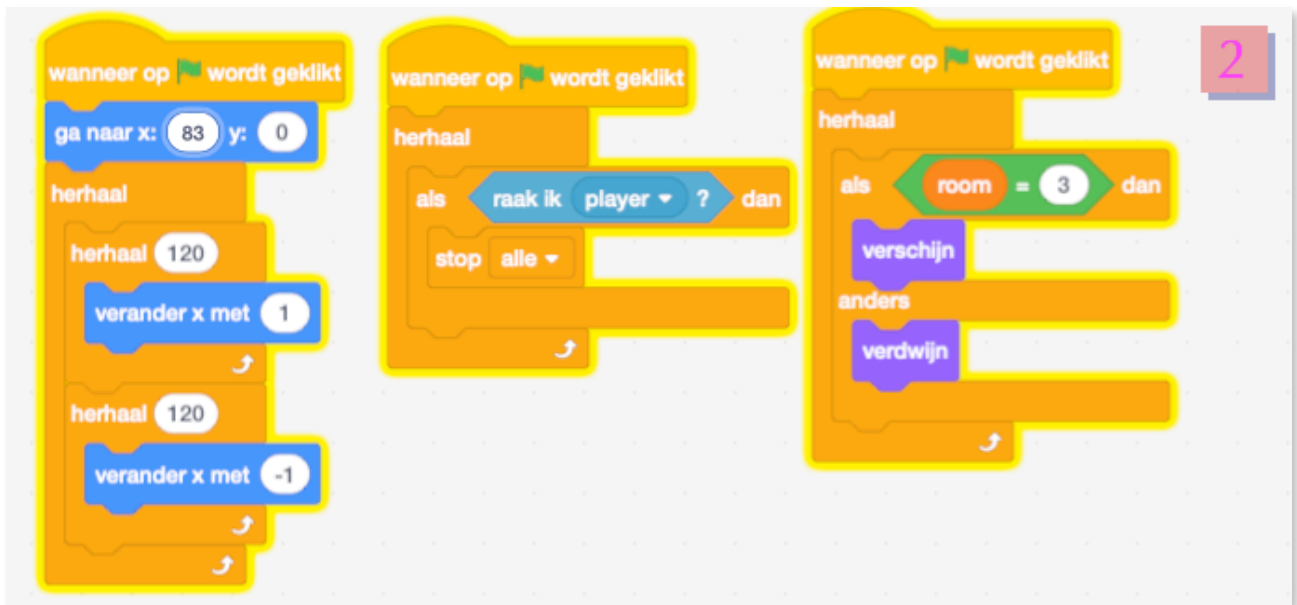 wanneer op wordt geklikt
ga naar x: 83 y: 0
herhaal
herhaal 120
verander x met 1
herhaal 120
verander x met -1
wanneer op wordt geklikt
herhaal
als raak ik player ? dan
stop alle
wanneer op wordt geklikt
herhaal
als room = 3 dan
verschijn
anders
verdwijn
2